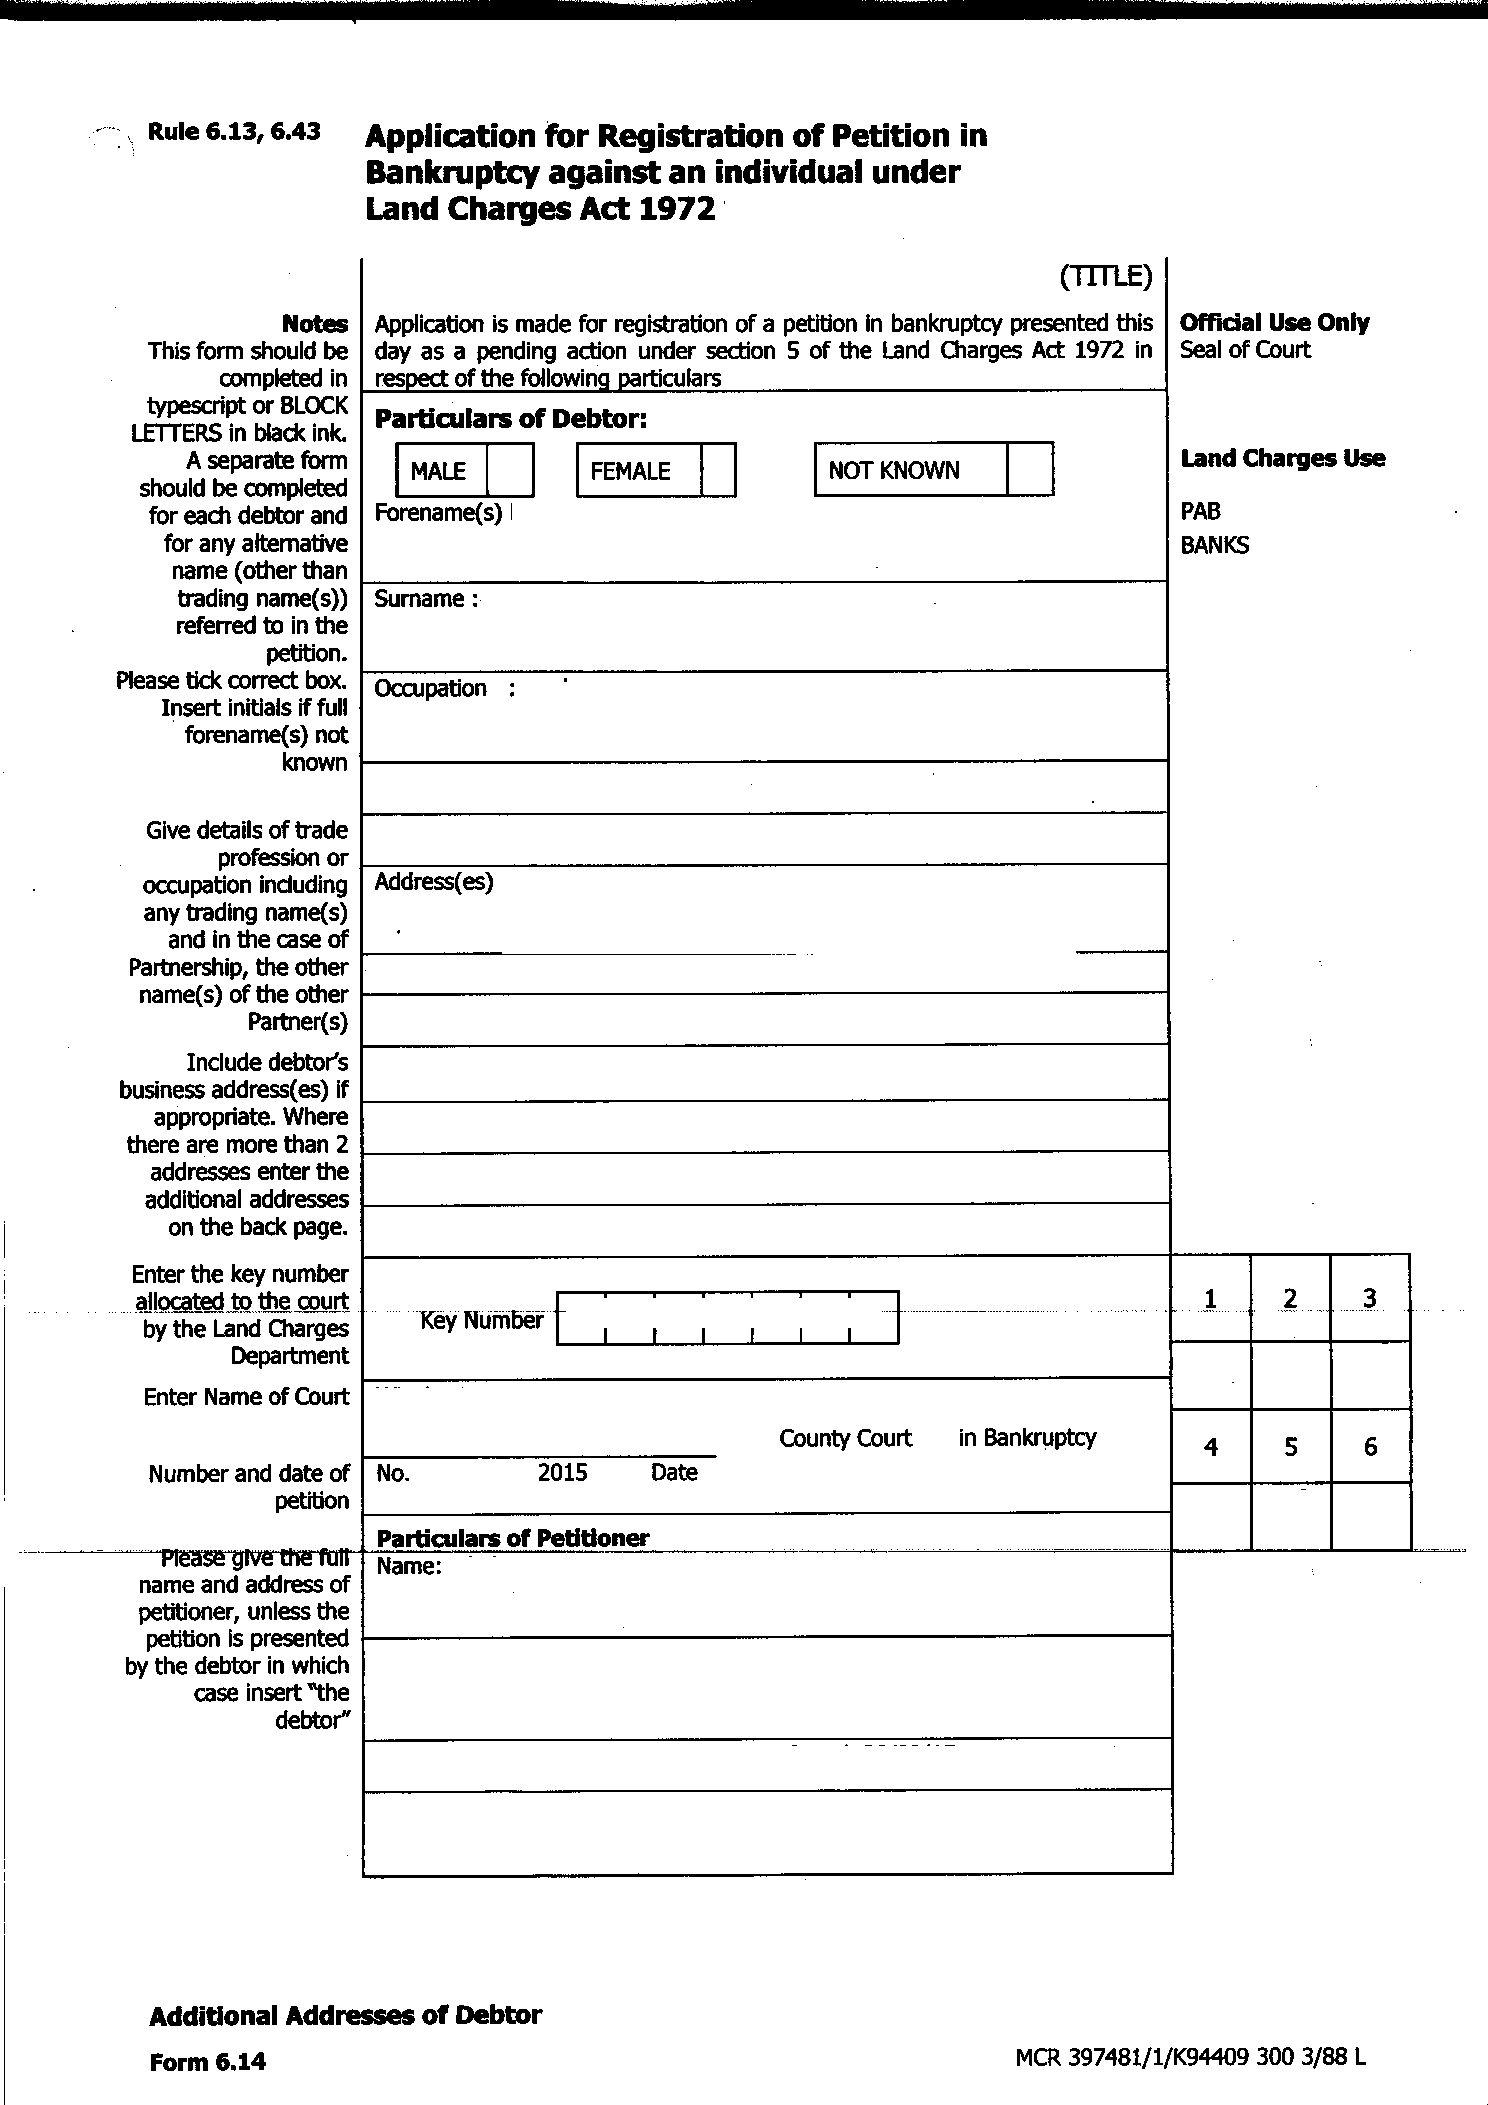 Rule 6.13, 6.43
Application for Registration of Petition in
Bankruptcy against an individual under
Land Charges Act 1972
(TITLE)
Notes
This form should be
completed in
typescript or BLOCK
LETTERS in black ink.
A separate form
should be completed
for each debtor and
for any alternative
name (other than
trading name(s))
referred to in the
petition.
Please tick correct box.
Insert initials if full
forename(s) not
known
Give details of trade
profession or
occupation including
any trading name(s)
and in the case of
Partnership, the other
name(s) of the other
Partner(s)
Include debtor's
business address(es) if
appropriate. Where
there are more than 2
addresses enter the
additional addresses
on the back page.
Enter the key number
allocated to the court
by the Land Charges
Department
Enter Name of Court
Number and date of
petition
Please give the full
name and address of
petitioner, unless the
petition is presented
by the debtor in which
case insert "the
debtor"
Application is made for registration of a petition in bankruptcy presented this
day as a pending action under section 5 of the Land Charges Act 1972 in
respect of the following particulars
Particulars of Debtor:
MALE FEMALE NOT KNOWN
Forename(s)
Surname :
Occupation :
Address(es)
Key Number
County Court in Bankruptcy
No. 2015 Date
Particulars of Petitioner
Name:
Official Use Only
Seal of Court
Land Charges Use
PAB
BANKS
1 2 3
4 5 6
Additional Addresses of Debtor
Form 6.14
MCR 397481/1/K94409 300 3/88 L